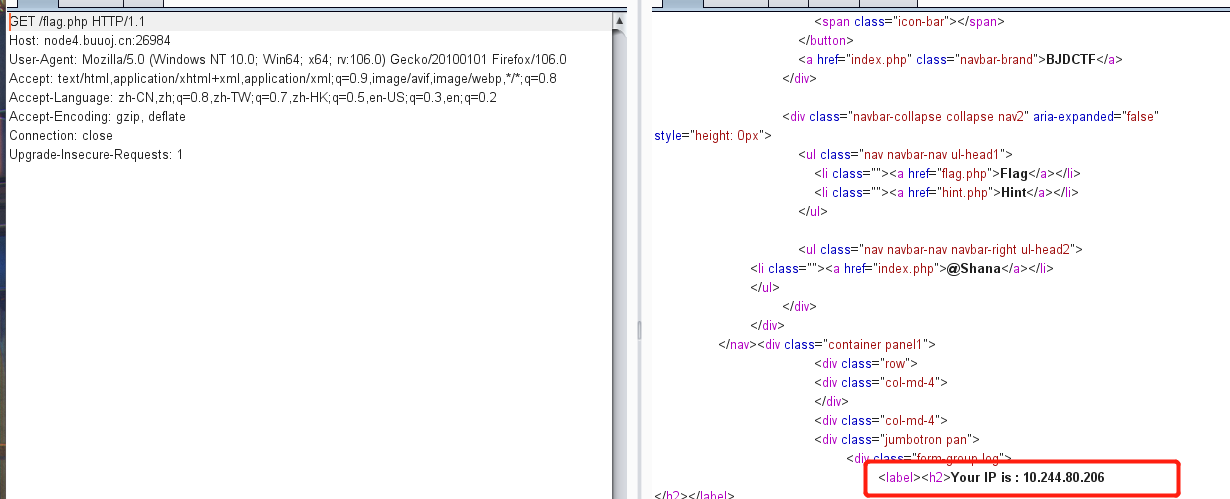 GET /flag.php HTTP/1.1
Host: node4.buuoj.cn:26984
User-Agent: Mozilla/5.0 (Windows NT 10.0; Win64; x64; rv:106.0) Gecko/20100101 Firefox/106.0
Accept: text/html,application/xhtml+xml,application/xml;q=0.9,image/avif,image/webp,*/*;q=0.8
Accept-Language: zh-CN,zh;q=0.8,zh-TW;q=0.7,zh-HK;q=0.5,en-US;q=0.3,en;q=0.2
Accept-Encoding: gzip, deflate
Connection: close
Upgrade-Insecure-Requests: 1
<span class="icon-bar"></span>
</button>
<a href="index.php" class="navbar-brand">BJDCTF</a>
</div>
<div class="navbar-collapse collapse nav2" aria-expanded="false"
style="height: 0px">
<ul class="nav navbar-nav ul-head1">
<li class=""><a href="flag.php">Flag</a></li>
<li class=""><a href="hint.php">Hint</a></li>
</ul>
<ul class="nav navbar-nav navbar-right ul-head2">
<li class=""><a href="index.php">@Shana</a></li>
</ul>
</div>
</div>
</nav><div class="container panel1">
<div class="row">
<div class="col-md-4">
</div>
<div class="col-md-4">
<div class="jumbotron pan">
<div class="form-group log">
<label><h2>Your IP is : 10.244.80.206
</h2></label>